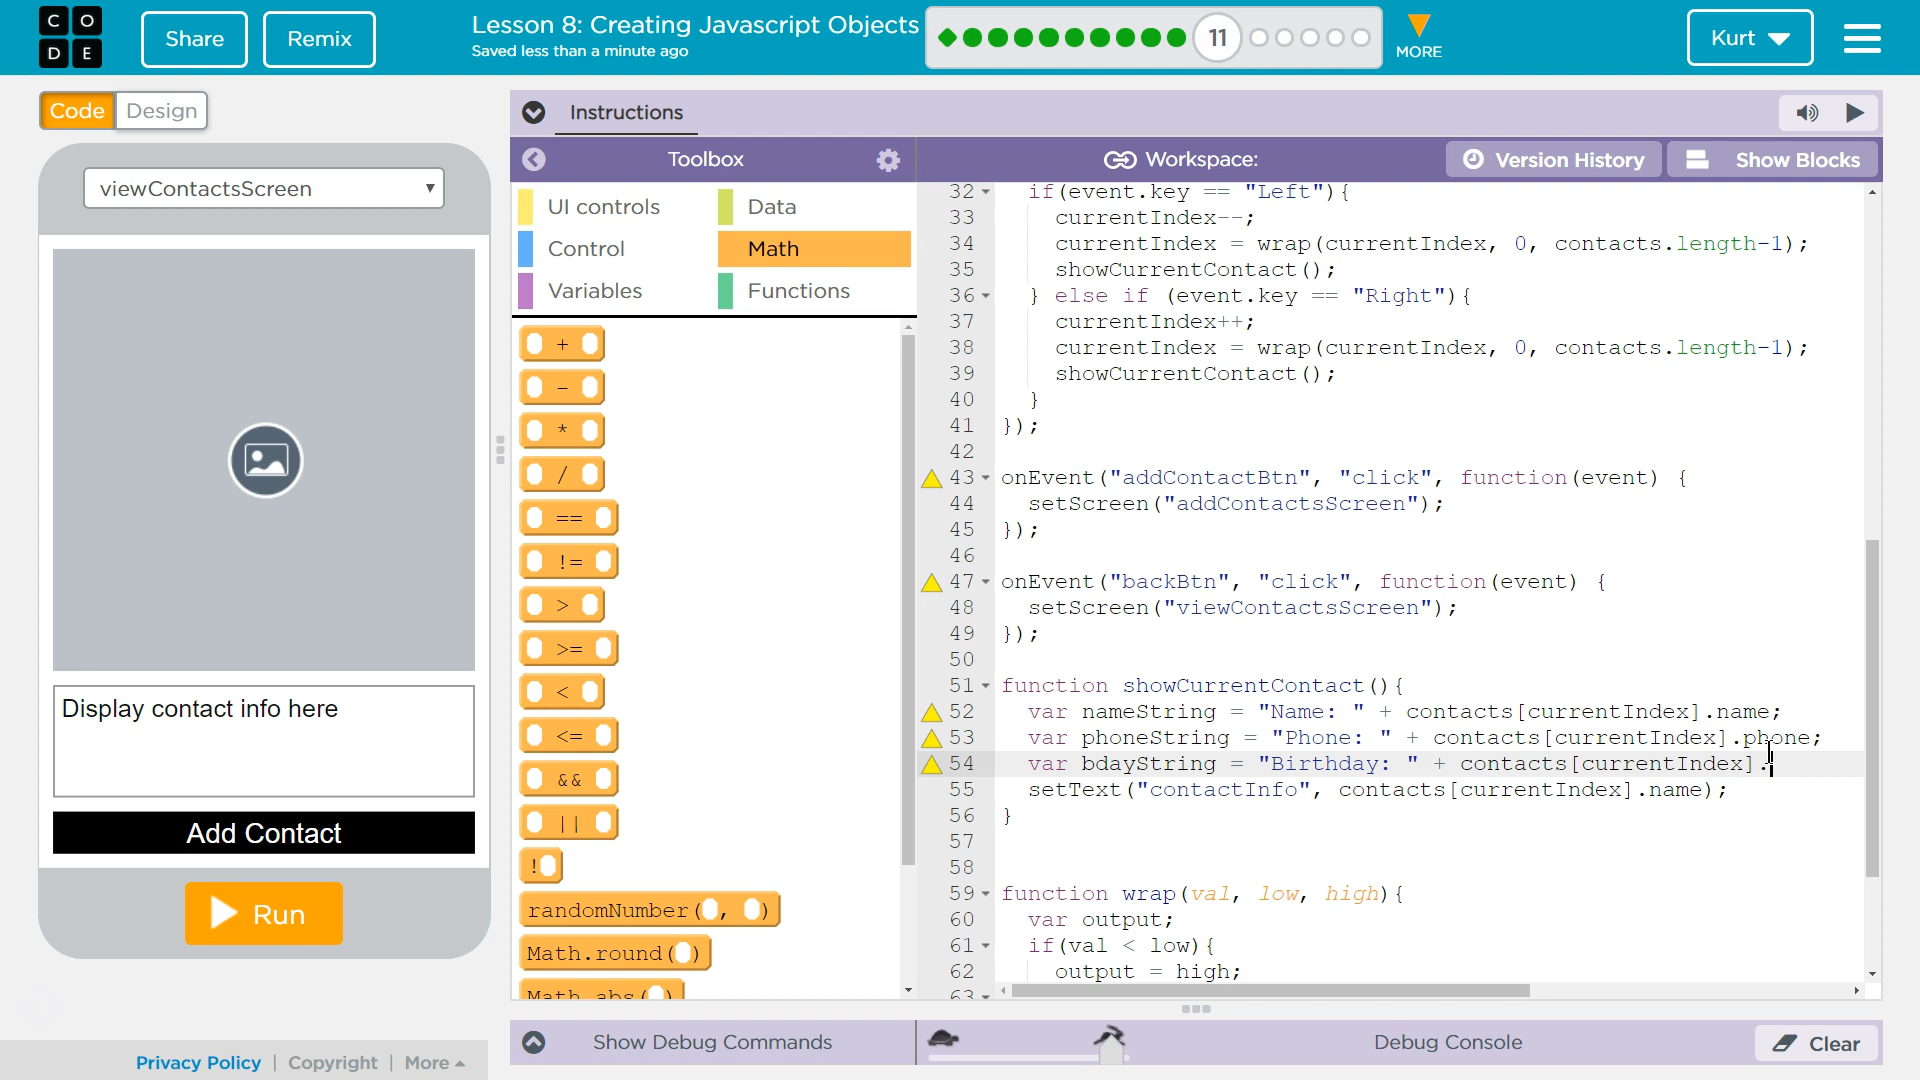 CODE
Share
Remix
Lesson 8: Creating Javascript Objects
Saved less than a minute ago
11
MORE
Kurt
Code
Design
Instructions
viewContactsScreen
Toolbox
Workspace:
Version History
Show Blocks
UI controls
Data
Control
Math
Variables
Functions
+
-
*
/
==
!=
>
>=
<
<=
&&
||
!
randomNumber( , )
Math.round( )
Math.abs( )
Display contact info here
Add Contact
Run
32 if(event.key == "Left"){
33 currentIndex--;
34 currentIndex = wrap(currentIndex, 0, contacts.length-1);
35 showCurrentContact();
36 } else if (event.key == "Right"){
37 currentIndex++;
38 currentIndex = wrap(currentIndex, 0, contacts.length-1);
39 showCurrentContact();
40 }
41 });
42
43 onEvent("addContactBtn", "click", function(event) {
44 setScreen("addContactsScreen");
45 });
46
47 onEvent("backBtn", "click", function(event) {
48 setScreen("viewContactsScreen");
49 });
50
51 function showCurrentContact(){
52 var nameString = "Name: " + contacts[currentIndex].name;
53 var phoneString = "Phone: " + contacts[currentIndex].phone;
54 var bdayString = "Birthday: " + contacts[currentIndex].
55 setText("contactInfo", contacts[currentIndex].name);
56 }
57
58
59 function wrap(val, low, high){
60 var output;
61 if(val < low){
62 output = high;
63
Show Debug Commands
Debug Console
Clear
Privacy Policy | Copyright | More